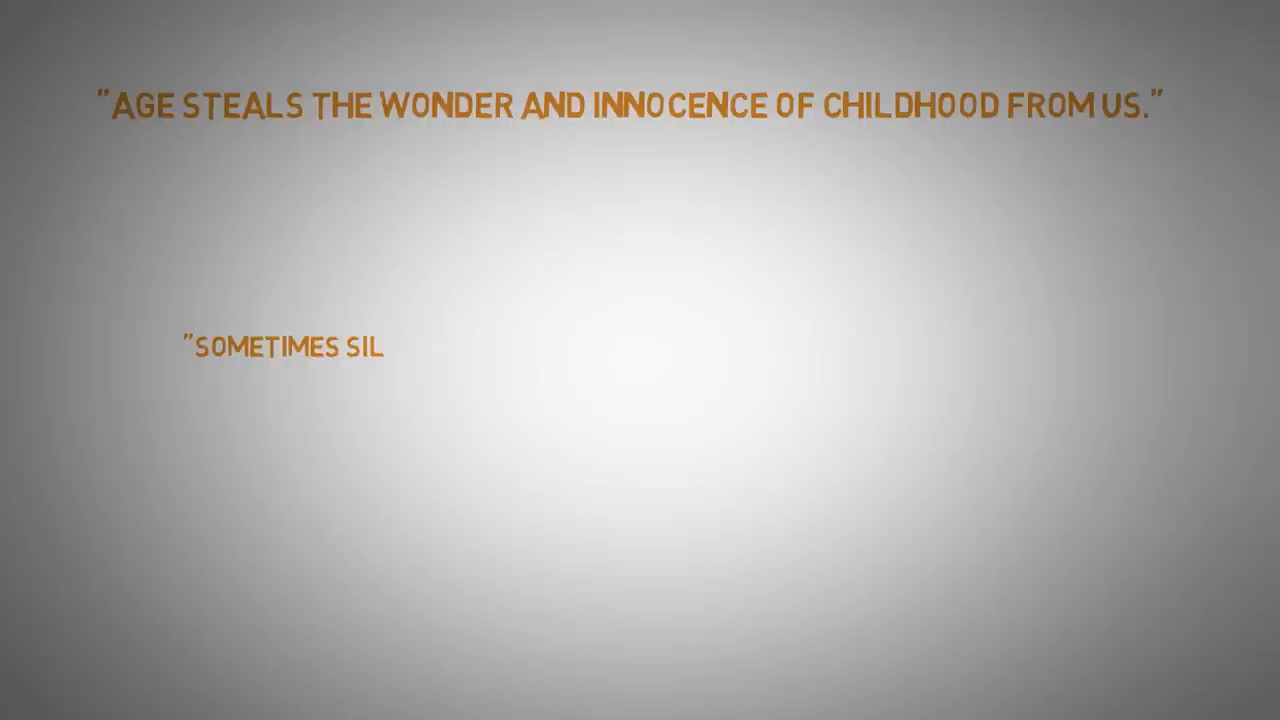 "AGE STEALS THE WONDER AND INNOCENCE OF CHILDHOOD FROM US."
"SOMETIMES SIL